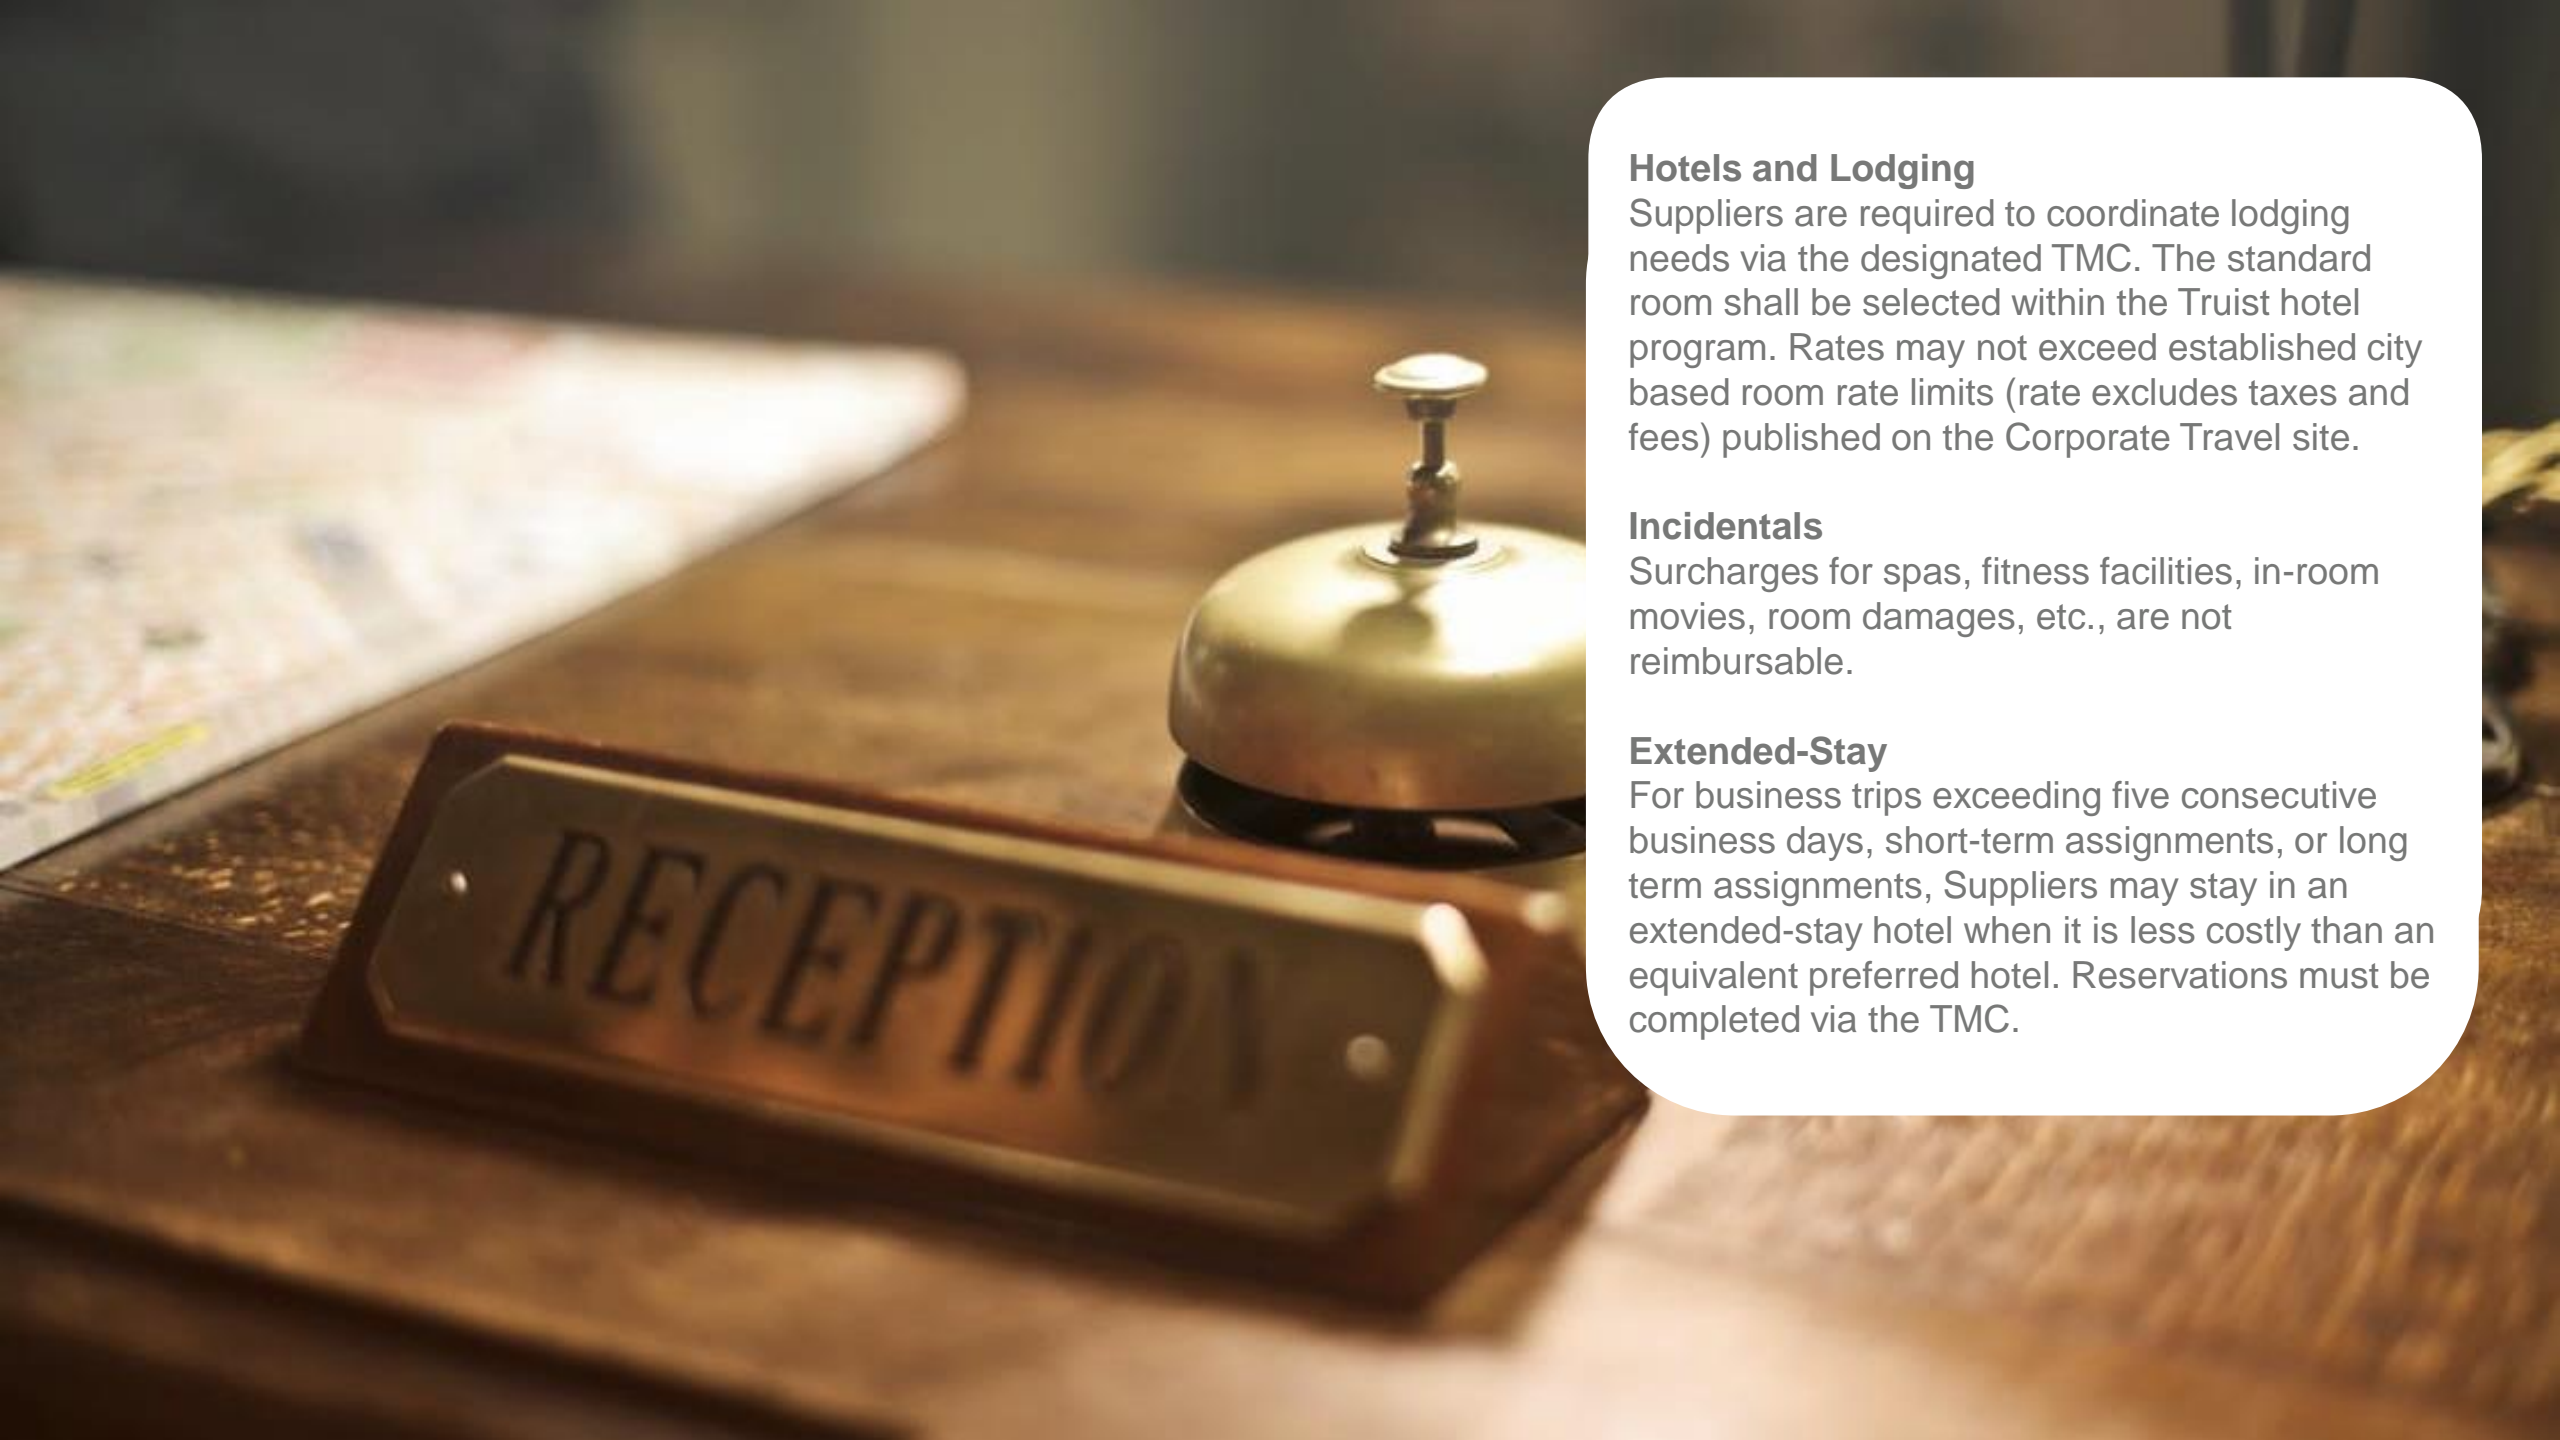 Hotels and Lodging
Suppliers are required to coordinate lodging
needs via the designated TMC. The standard
room shall be selected within the Truist hotel
program. Rates may not exceed established city
based room rate limits (rate excludes taxes and
fees) published on the Corporate Travel site.
Incidentals
Surcharges for spas, fitness facilities, in-room
movies, room damages, etc., are not
reimbursable.
Extended-Stay
For business trips exceeding five consecutive
business days, short-term assignments, or long
term assignments, Suppliers may stay in an
extended-stay hotel when it is less costly than an
equivalent preferred hotel. Reservations must be
completed via the TMC.
RECEPTION